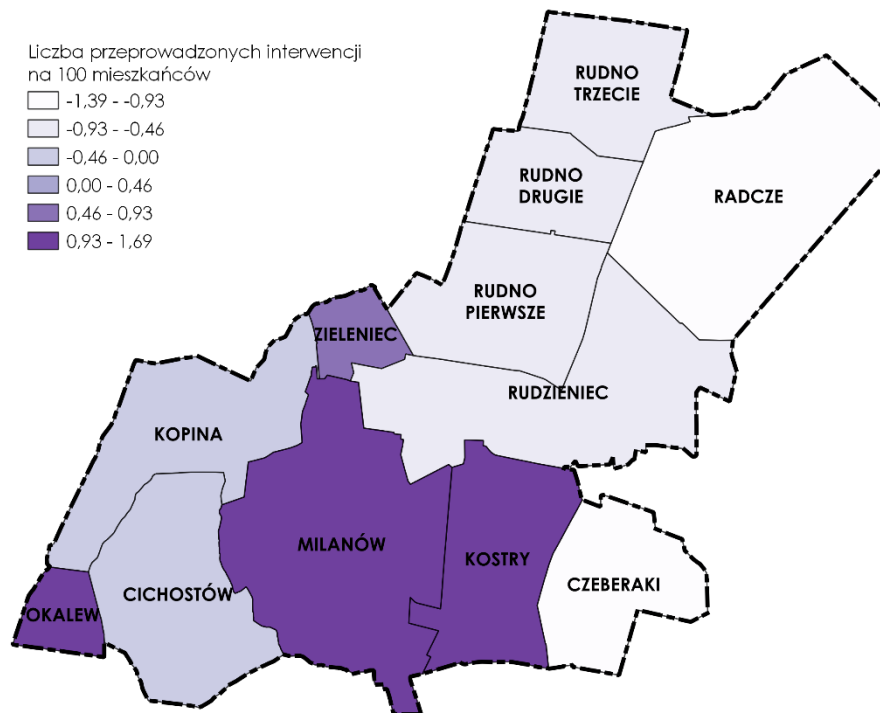 Liczba przeprowadzonych interwencji
na 100 mieszkańców
-1,39 - -0,93
-0,93 - -0,46
-0,46 - 0,00
0,00 - 0,46
0,46 - 0,93
0,93 - 1,69
RUDNO
TRZECIE
RUDNO
DRUGIE
RADCZE
RUDNO
PIERWSZE
ZIELENIEC
RUDZIENIEC
KOPINA
MILANÓW
KOSTRY
CZEBERAKI
CICHOSTÓW
OKALEW